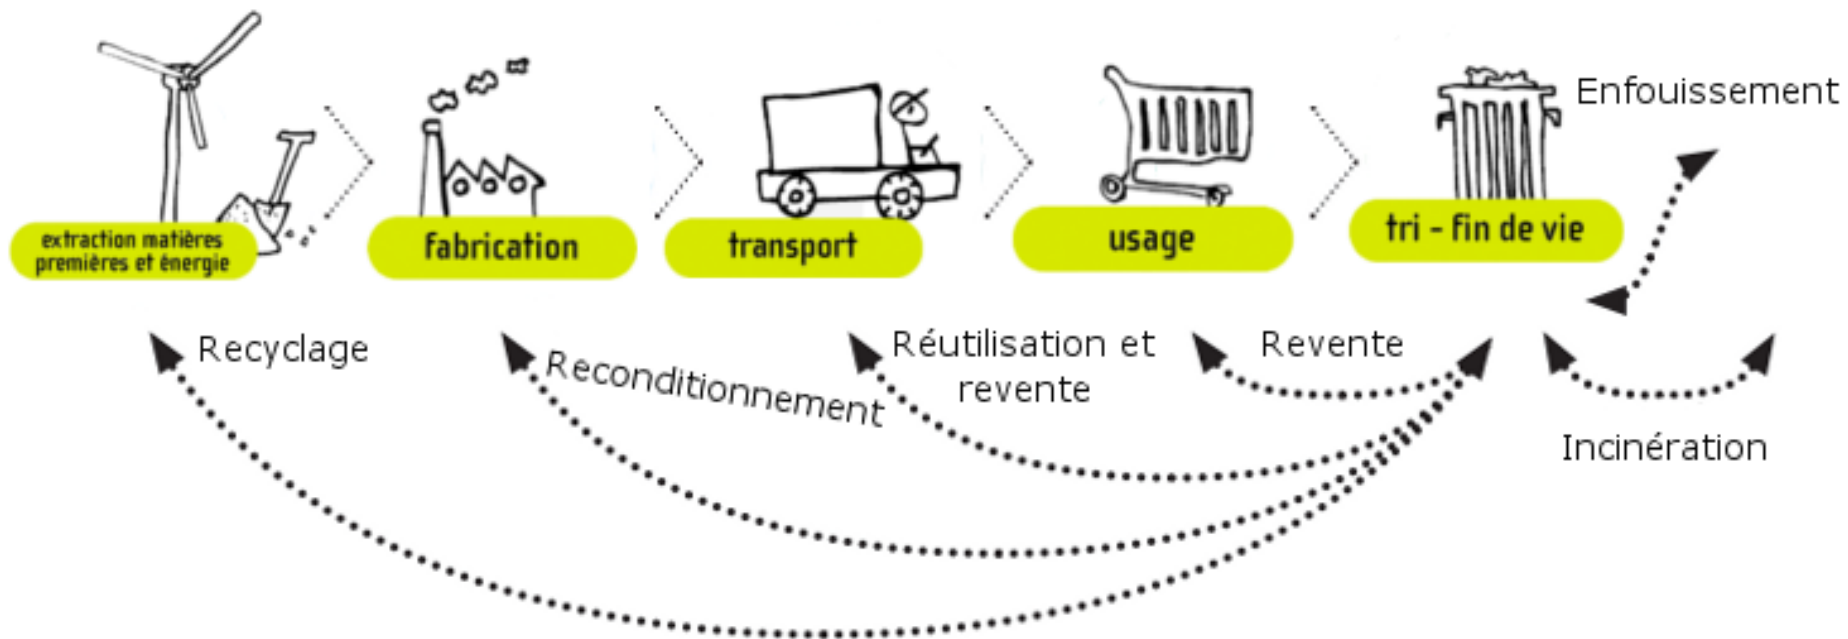 Enfouissement
extraction matières
premières et énergie
fabrication
transport
usage
tri - fin de vie
Recyclage
Reconditionnement
Réutilisation et
revente
Revente
Incinération